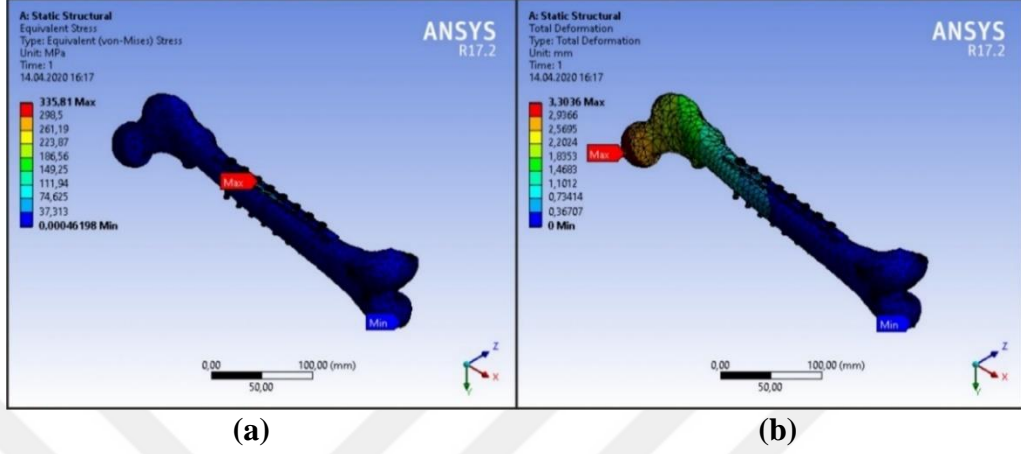 A: Static Structural
Equivalent Stress
Type: Equivalent (von-Mises) Stress
Unit: MPa
Time: 1
14.04.2020 16:17
ANSYS
R17.2
335,81 Max
298,5
261,19
223,87
186,56
149,25
111,94
74,625
37,313
0,00046198 Min
Max
Min
0,00 100,00 (mm)
50,00
Z
X
Y
(a)
A: Static Structural
Total Deformation
Type: Total Deformation
Unit: mm
Time: 1
14.04.2020 16:17
ANSYS
R17.2
3,3036 Max
2,9366
2,5695
2,2024
1,8353
1,4683
1,1012
0,73414
0,36707
0 Min
Max
Min
0,00 100,00 (mm)
50,00
Z
X
Y
(b)